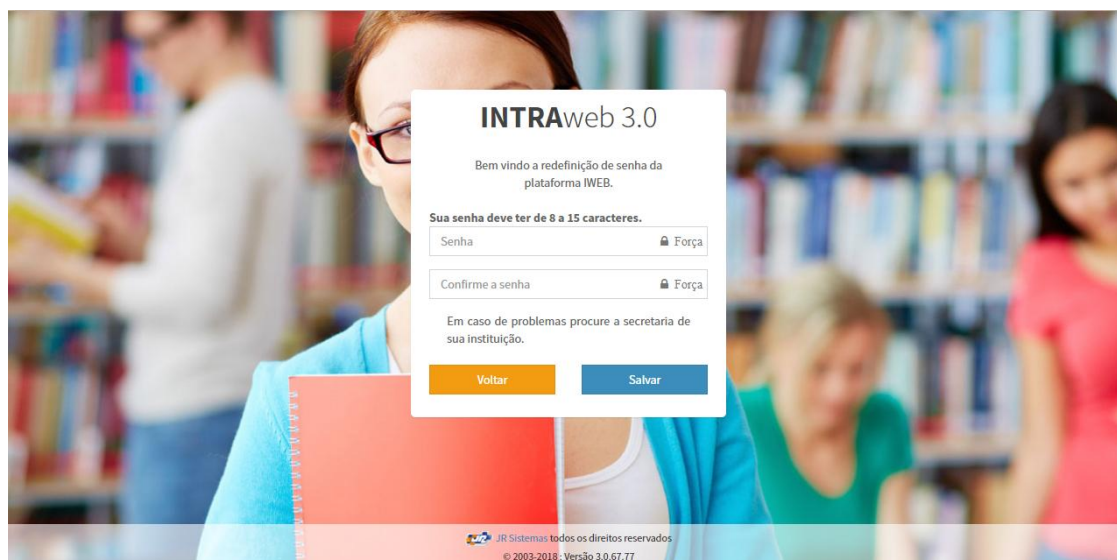 INTRAweb 3.0
Bem vindo a redefinição de senha da
plataforma IWEB.
Sua senha deve ter de 8 a 15 caracteres.
Senha
Força
Confirme a senha
Força
Em caso de problemas procure a secretaria de
sua instituição.
Voltar
Salvar
JR Sistemas todos os direitos reservados
© 2003-2018 : Versão 3.0.67.77